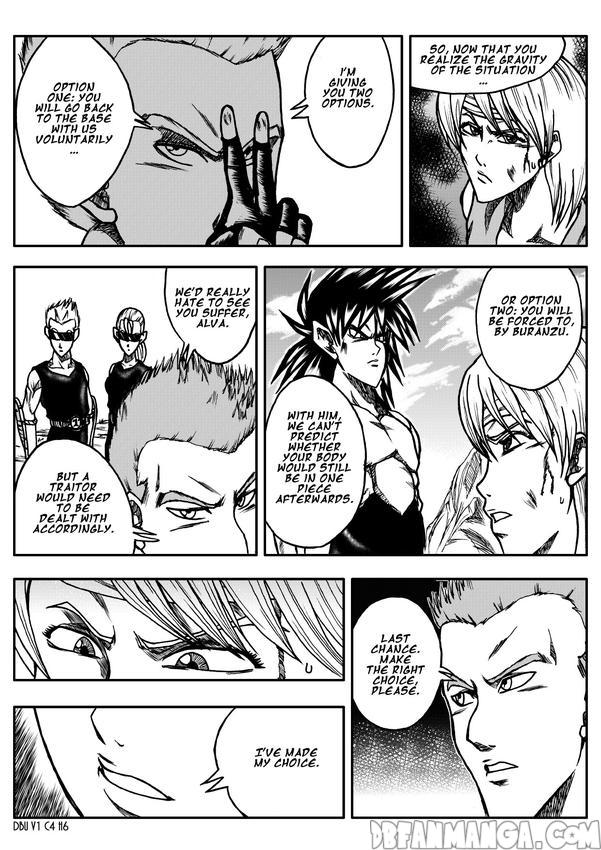 SO, NOW THAT YOU
REALIZE THE GRAVITY
OF THE SITUATION
...
I'M
GIVING
YOU TWO
OPTIONS.
OPTION
ONE: YOU
WILL GO BACK
TO THE BASE
WITH US
VOLUNTARILY
...
OR OPTION
TWO: YOU WILL
BE FORCED TO,
BY BURANZU.
WITH HIM,
WE CAN'T
PREDICT
WHETHER
YOUR BODY
WOULD STILL
BE IN ONE
PIECE
AFTERWARDS.
WE'D REALLY
HATE TO SEE
YOU SUFFER,
ALVA.
BUT A
TRAITOR
WOULD NEED
TO BE
DEALT WITH
ACCORDINGLY.
LAST
CHANCE.
MAKE
THE RIGHT
CHOICE,
PLEASE.
I'VE MADE
MY CHOICE.
DBU V1 C4 #6
DBFANMANGA.COM